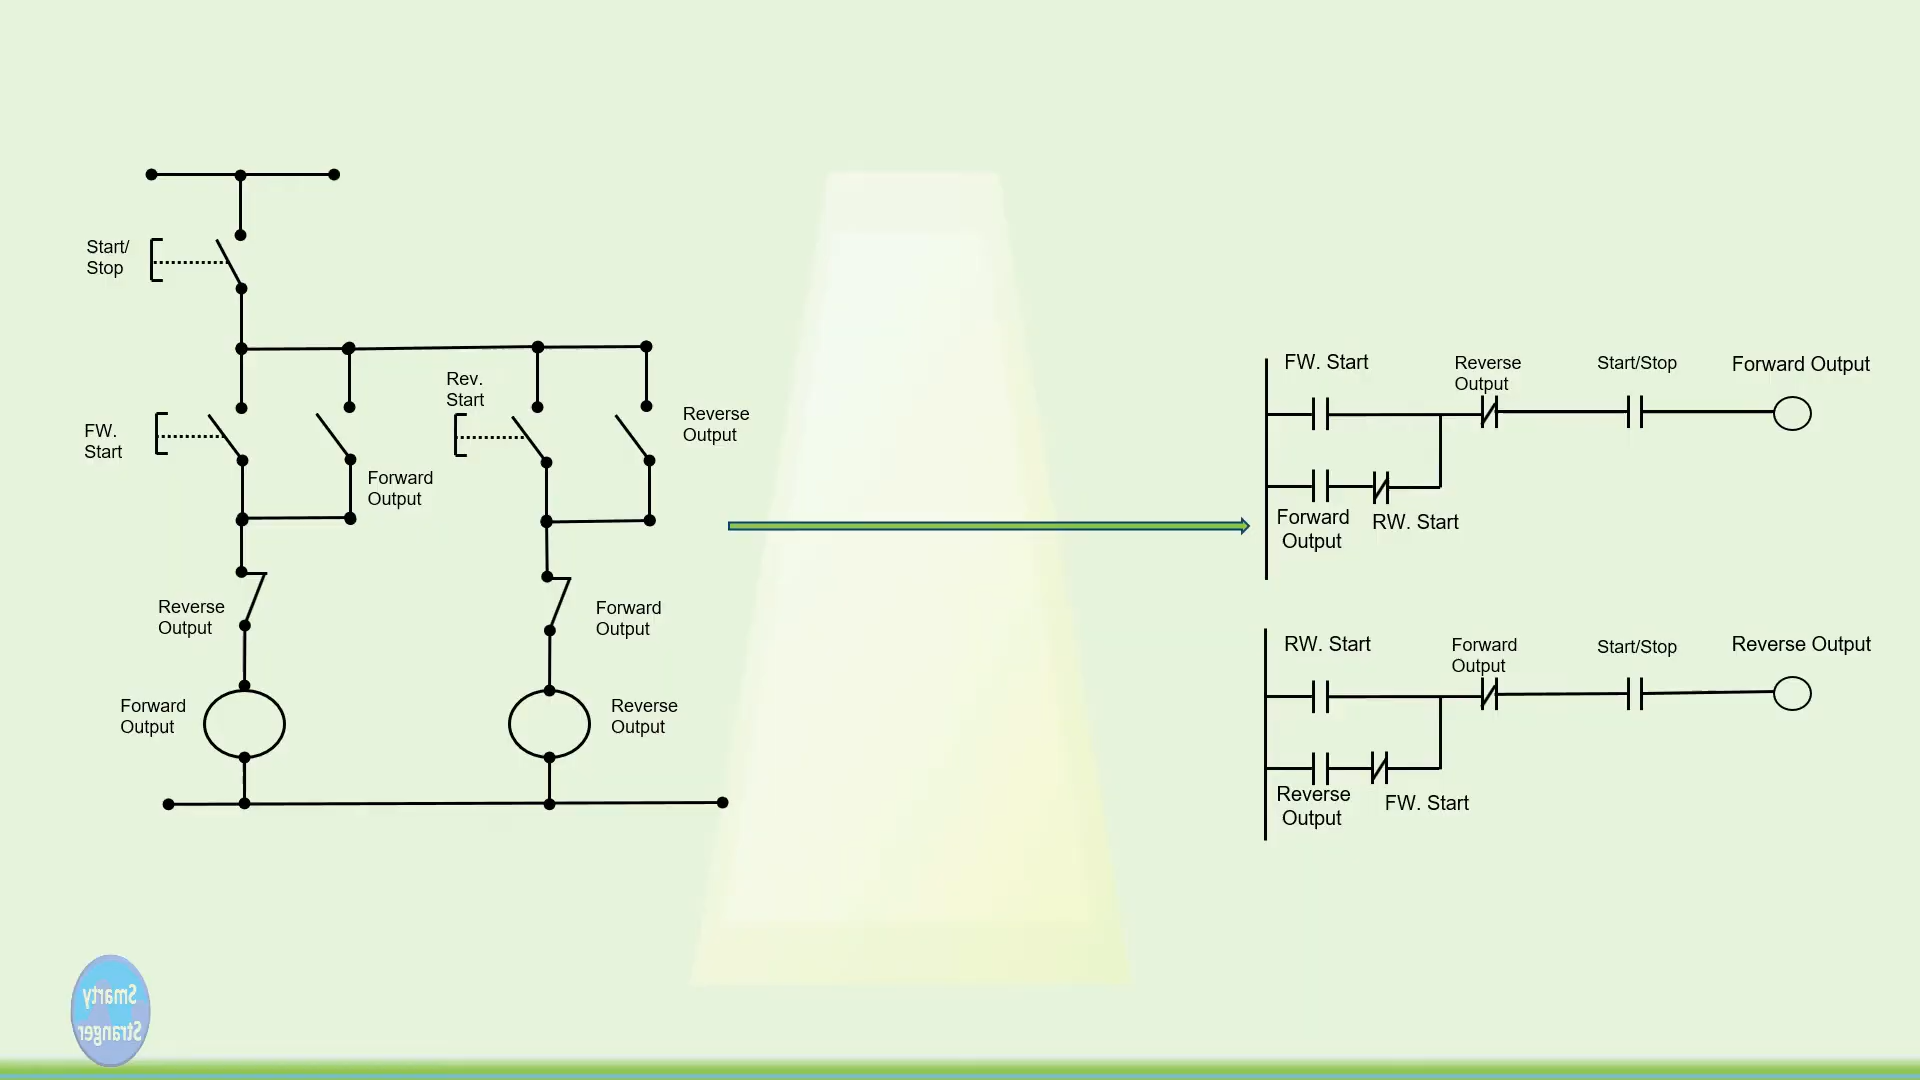 Start/
Stop
FW.
Start
Forward
Output
Rev.
Start
Reverse
Output
Reverse
Output
Forward
Output
Forward
Output
Reverse
Output
FW. Start
Reverse
Output
Start/Stop
Forward Output
Forward
Output
RW. Start
RW. Start
Forward
Output
Start/Stop
Reverse Output
Reverse
Output
FW. Start
Smarty
Stranger